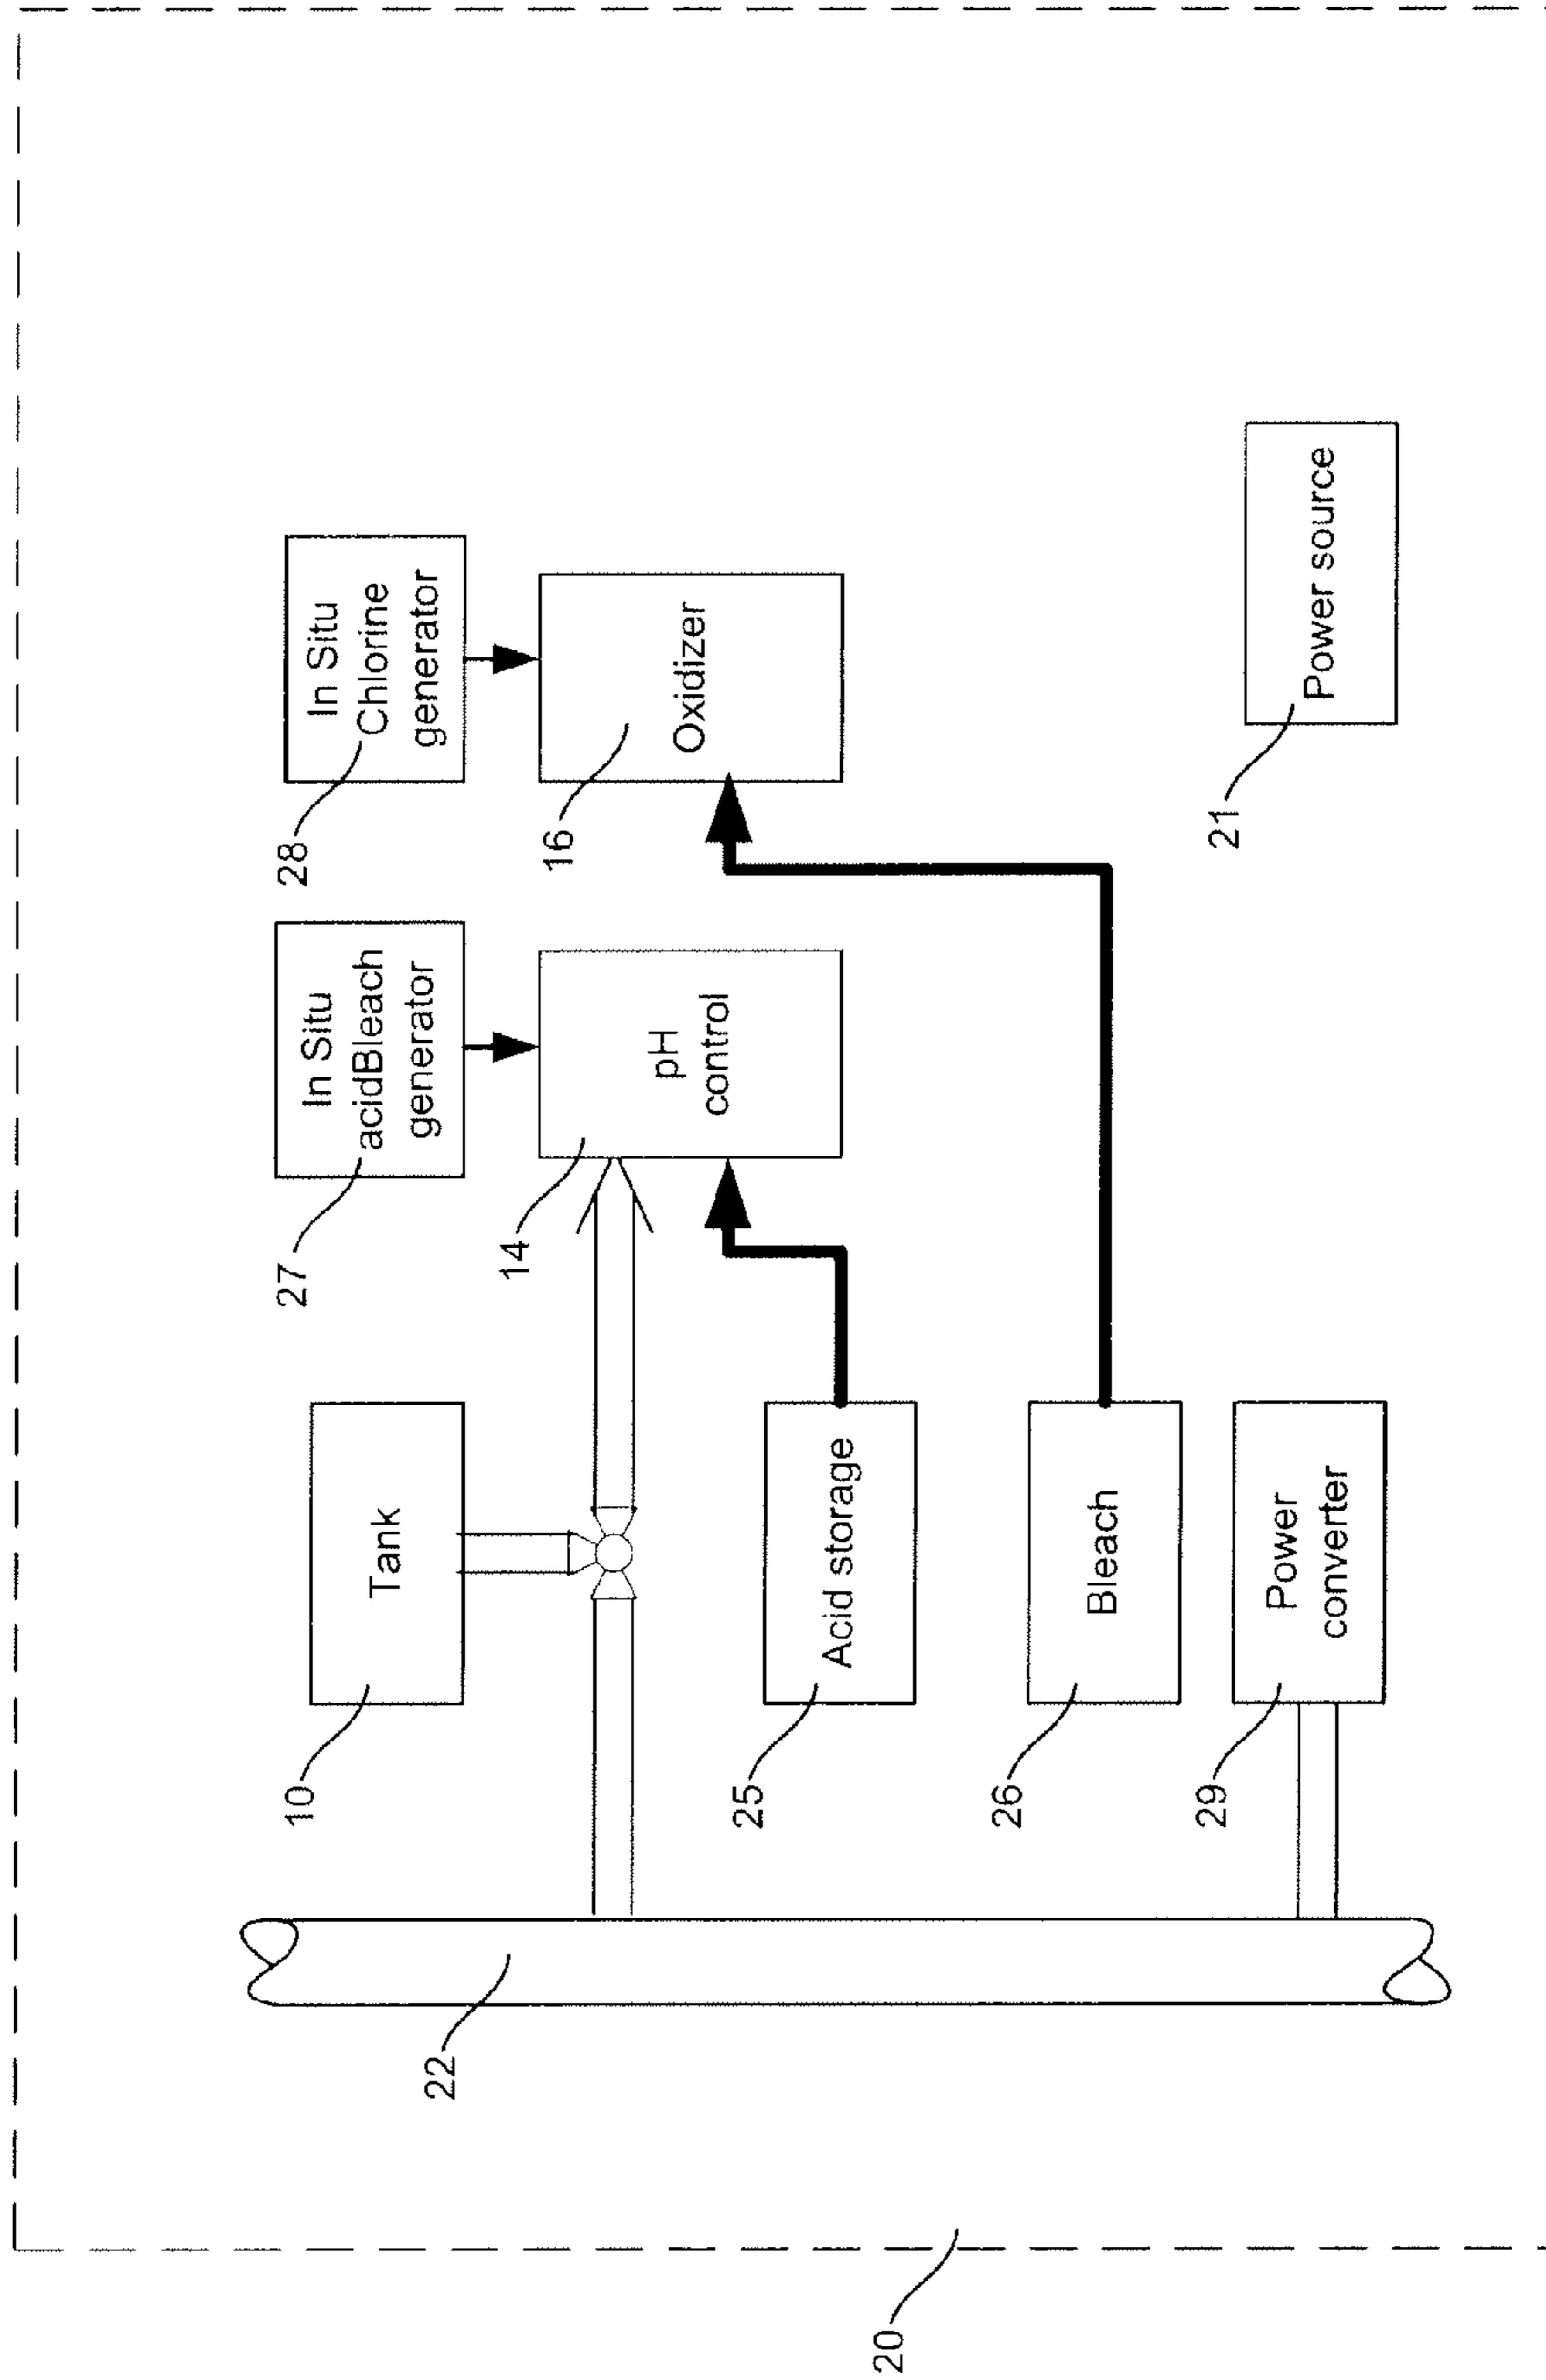 28
In Situ
Chlorine
generator
27
In Situ
acidBleach
generator
10
Tank
16
Oxidizer
14
pH
control
22
25
Acid storage
26
Bleach
21
Power source
29
Power
converter
20